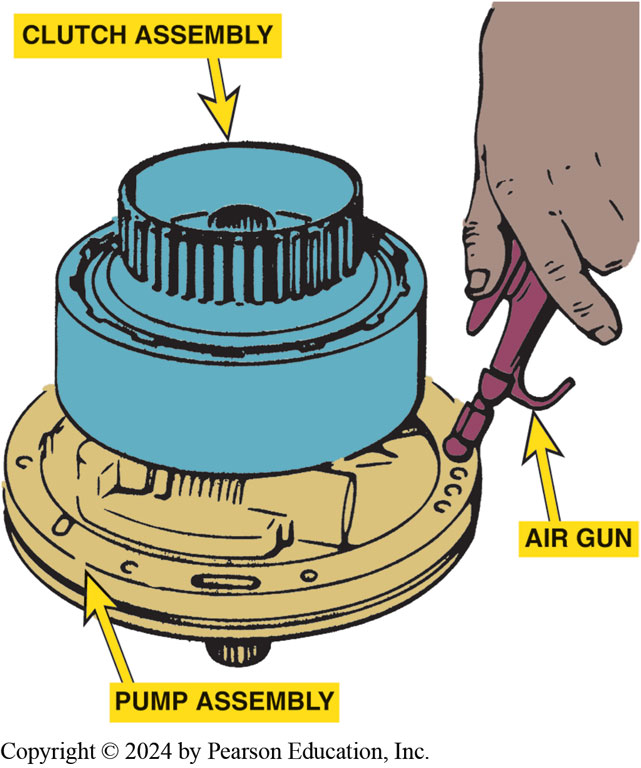 CLUTCH ASSEMBLY
AIR GUN
PUMP ASSEMBLY
Copyright © 2024 by Pearson Education, Inc.